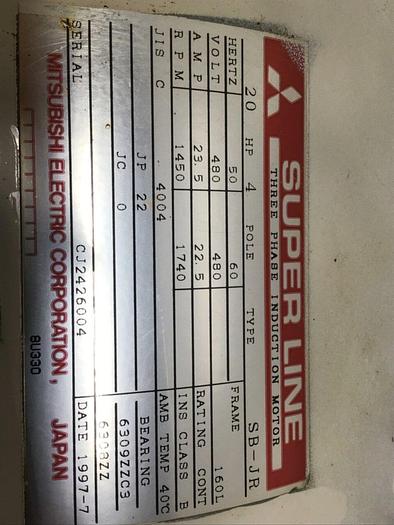 SUPER LINE
THREE PHASE INDUCTION MOTOR
20 HP 4 POLE TYPE SB-JR
HERTZ 50 60 FRAME 160L
VOLT 480 480 RATING CONT
AMP 23.5 22.5 INS CLASS B
RPM 1450 1740 AMB TEMP 40°C
JIS C 4004 BEARING
JP 22 6309ZZC3
JC 0 6308ZZ
SERIAL CJ2426004 DATE 1997-7
MITSUBISHI ELECTRIC CORPORATION, JAPAN
8U330